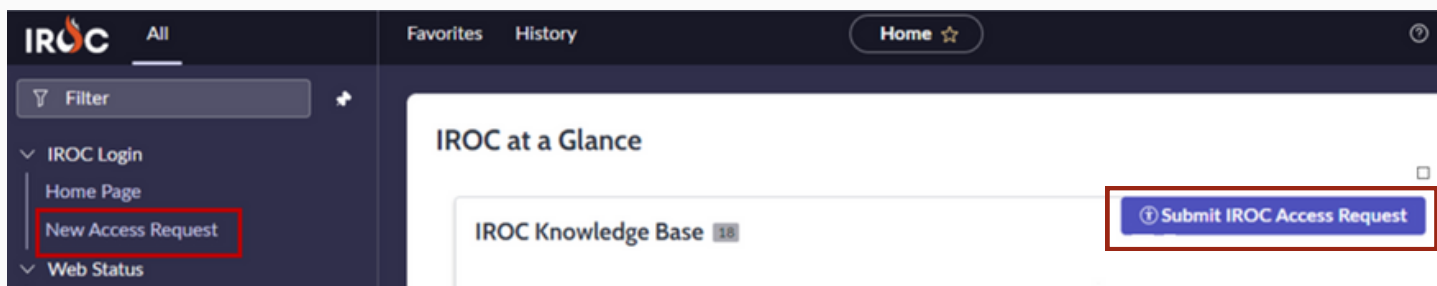 IROC All Favorites History Home
Filter
IROC at a Glance
IROC Login
Home Page
New Access Request
Submit IROC Access Request
IROC Knowledge Base 18
Web Status